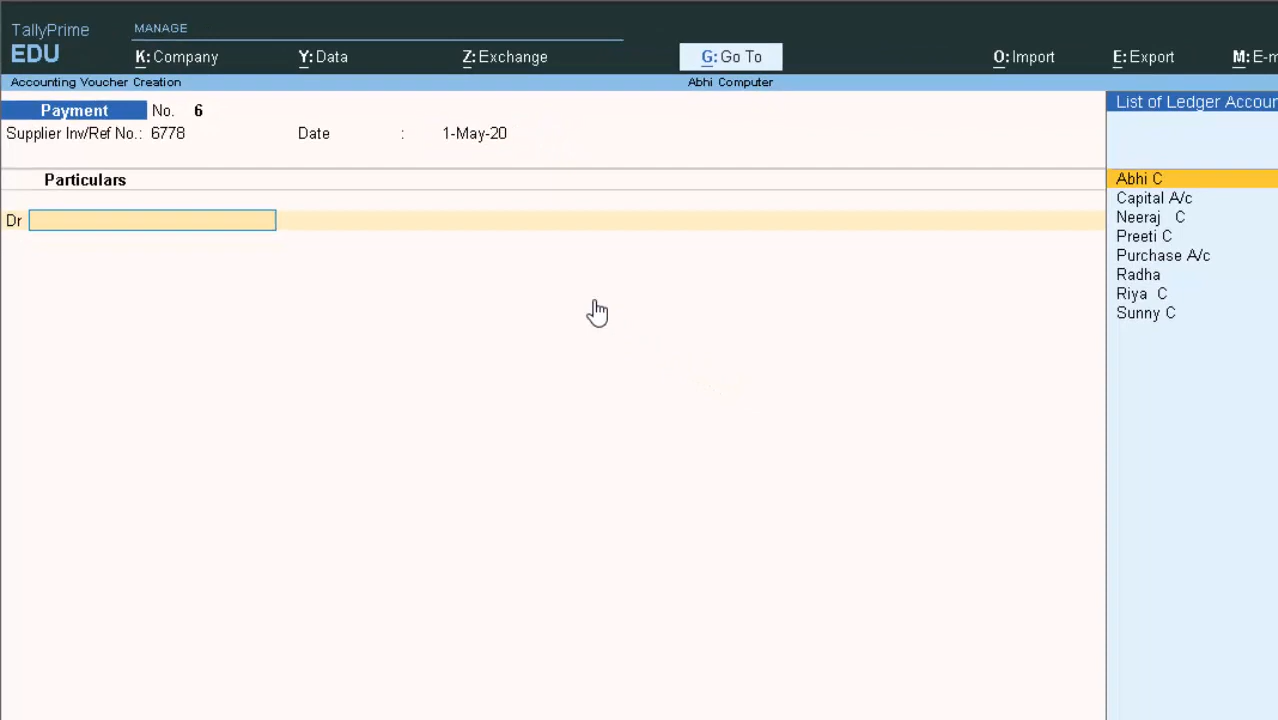 TallyPrime
EDU
MANAGE
K: Company
Y: Data
Z: Exchange
G: Go To
O: Import
E: Export
M: E-m
Accounting Voucher Creation
Abhi Computer
Payment No. 6
Supplier Inv/Ref No.: 6778 Date : 1-May-20
Particulars
Dr
List of Ledger Accoun
Abhi C
Capital A/c
Neeraj C
Preeti C
Purchase A/c
Radha
Riya C
Sunny C